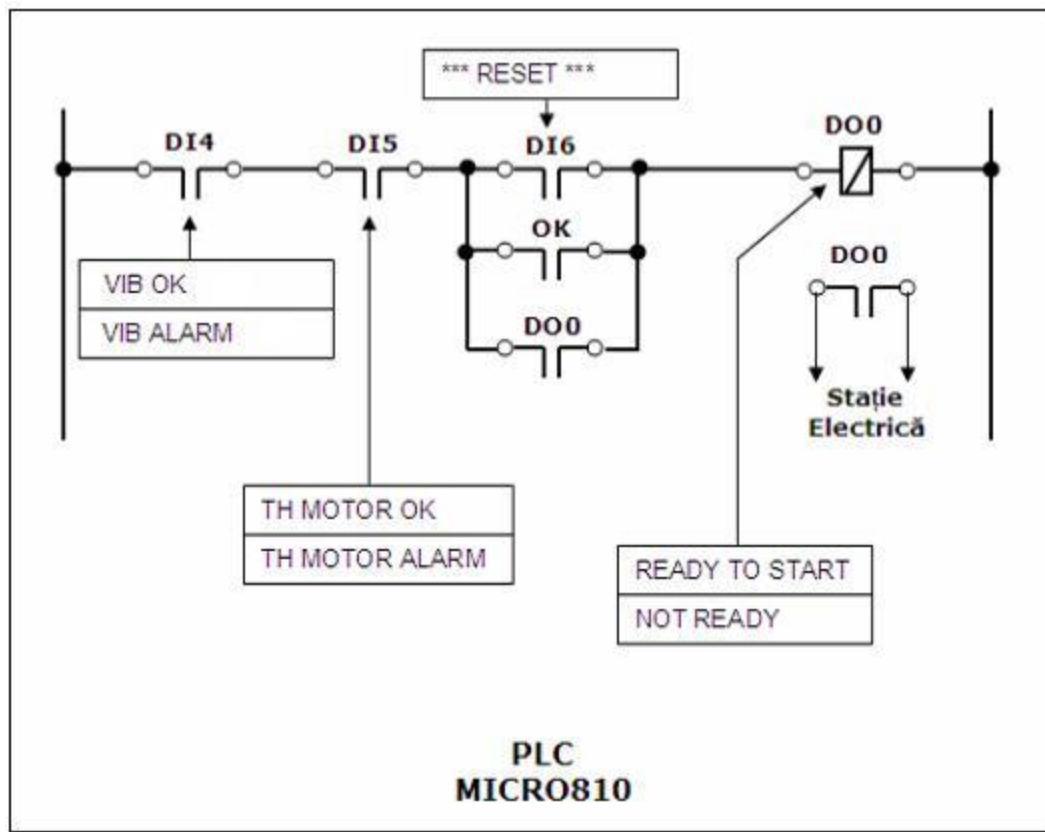 *** RESET ***
DI4
DI5
DI6
DO0
OK
DO0
DO0
VIB OK
VIB ALARM
Stație
Electrică
TH MOTOR OK
TH MOTOR ALARM
READY TO START
NOT READY
PLC
MICRO810